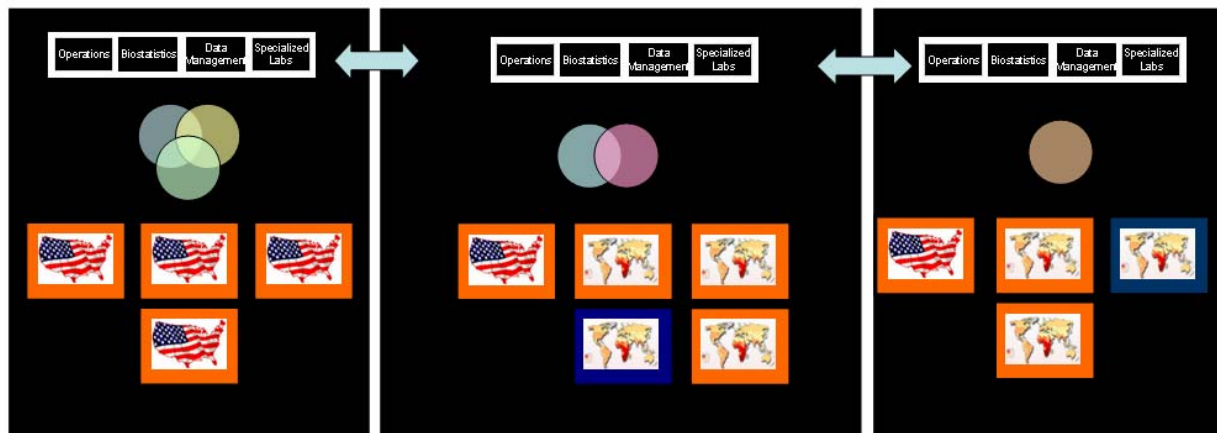 Operations
Biostatistics
Data
Management
Specialized
Labs
Operations
Biostatistics
Data
Management
Specialized
Labs
Operations
Biostatistics
Data
Management
Specialized
Labs